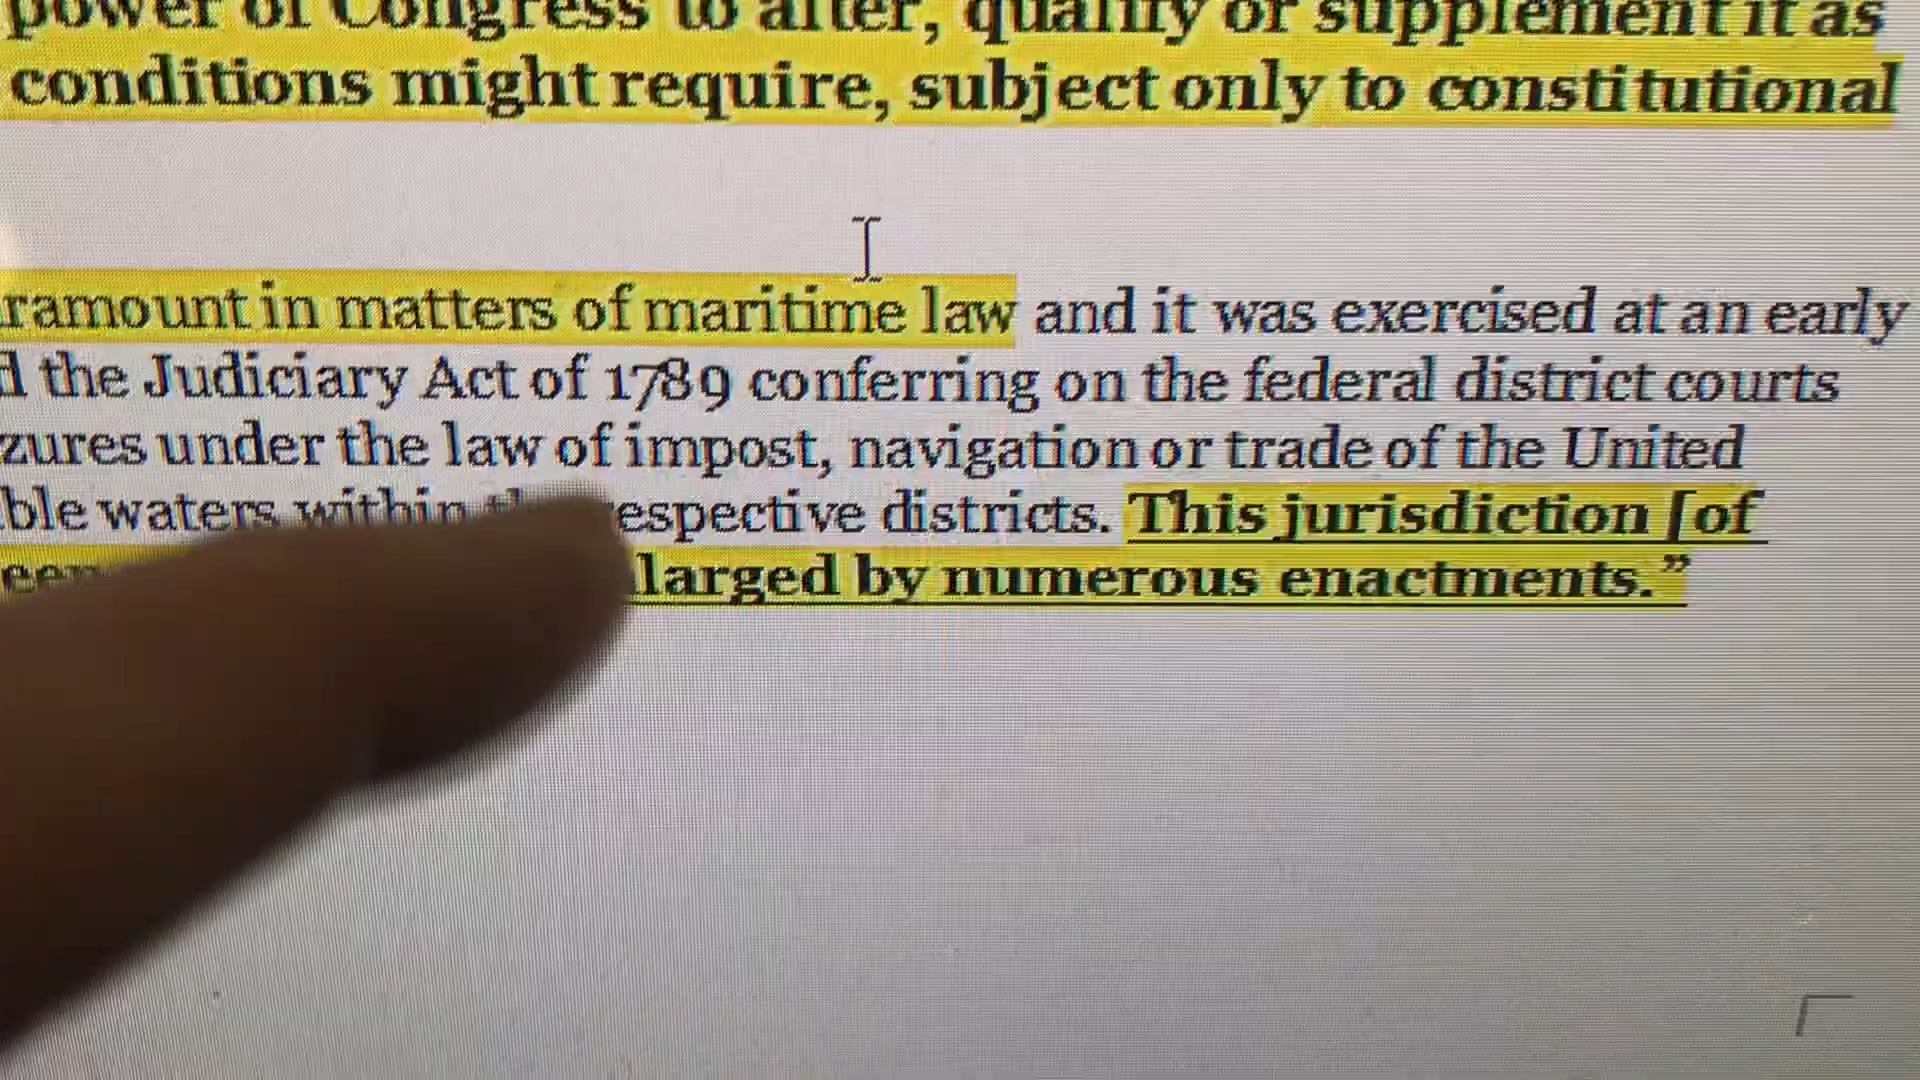 power of Congress to alter, qualify or supplement it as
conditions might require, subject only to constitutional
ramount in matters of maritime law and it was exercised at an early
d the Judiciary Act of 1789 conferring on the federal district courts
zures under the law of impost, navigation or trade of the United
ble waters within espective districts. This jurisdiction [of
larged by numerous enactments.”